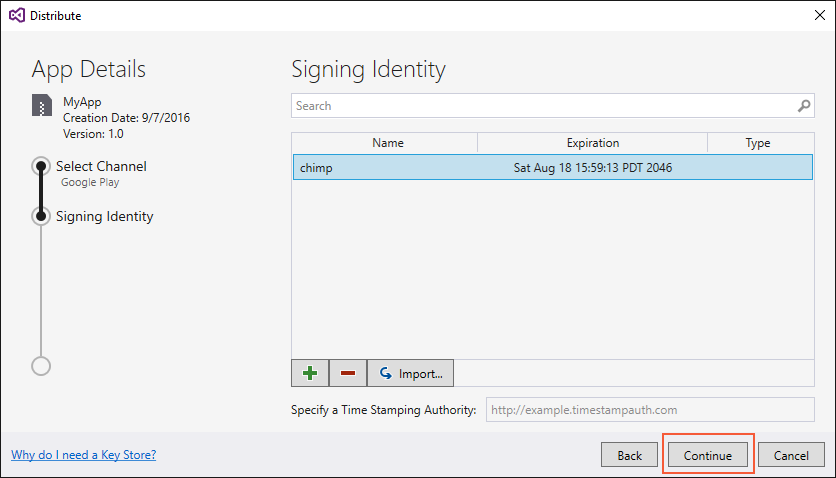 Distribute
App Details
MyApp
Creation Date: 9/7/2016
Version: 1.0
Select Channel
Google Play
Signing Identity
Signing Identity
Search
Name Expiration Type
chimp Sat Aug 18 15:59:13 PDT 2046
Import...
Specify a Time Stamping Authority: http://example.timestampauth.com
Why do I need a Key Store?
Back Continue Cancel